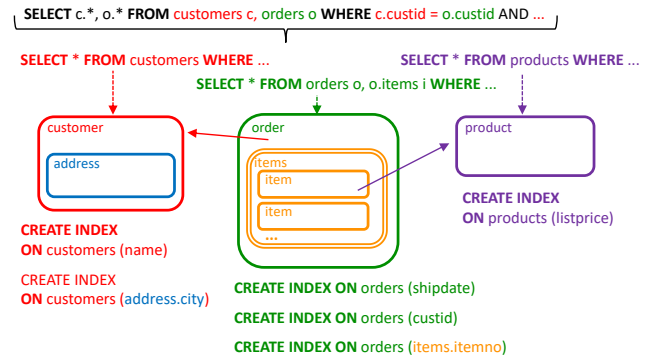 SELECT c.*, o.* FROM customers c, orders o WHERE c.custid = o.custid AND ...
SELECT * FROM customers WHERE ...
SELECT * FROM products WHERE ...
SELECT * FROM orders o, o.items i WHERE ...
customer
order
product
address
items
item
item
...
CREATE INDEX
ON products (listprice)
CREATE INDEX
ON customers (name)
CREATE INDEX
ON customers (address.city)
CREATE INDEX ON orders (shipdate)
CREATE INDEX ON orders (custid)
CREATE INDEX ON orders (items.itemno)